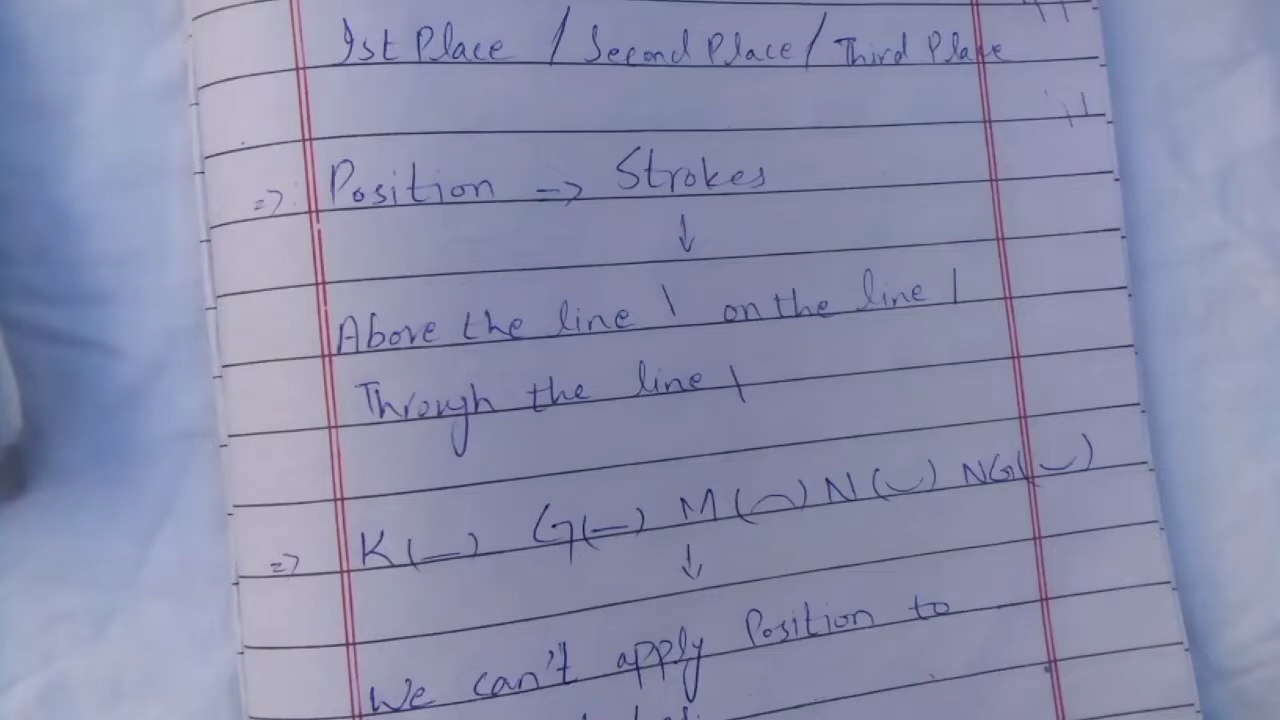 1st Place / Second Place / Third Place
=> Position -> Strokes
↓
Above the line \ on the line |
Through the line \
=> K (—) G (—) M (⌒) N (‿) NG (‿)
↓
We can't apply Position to